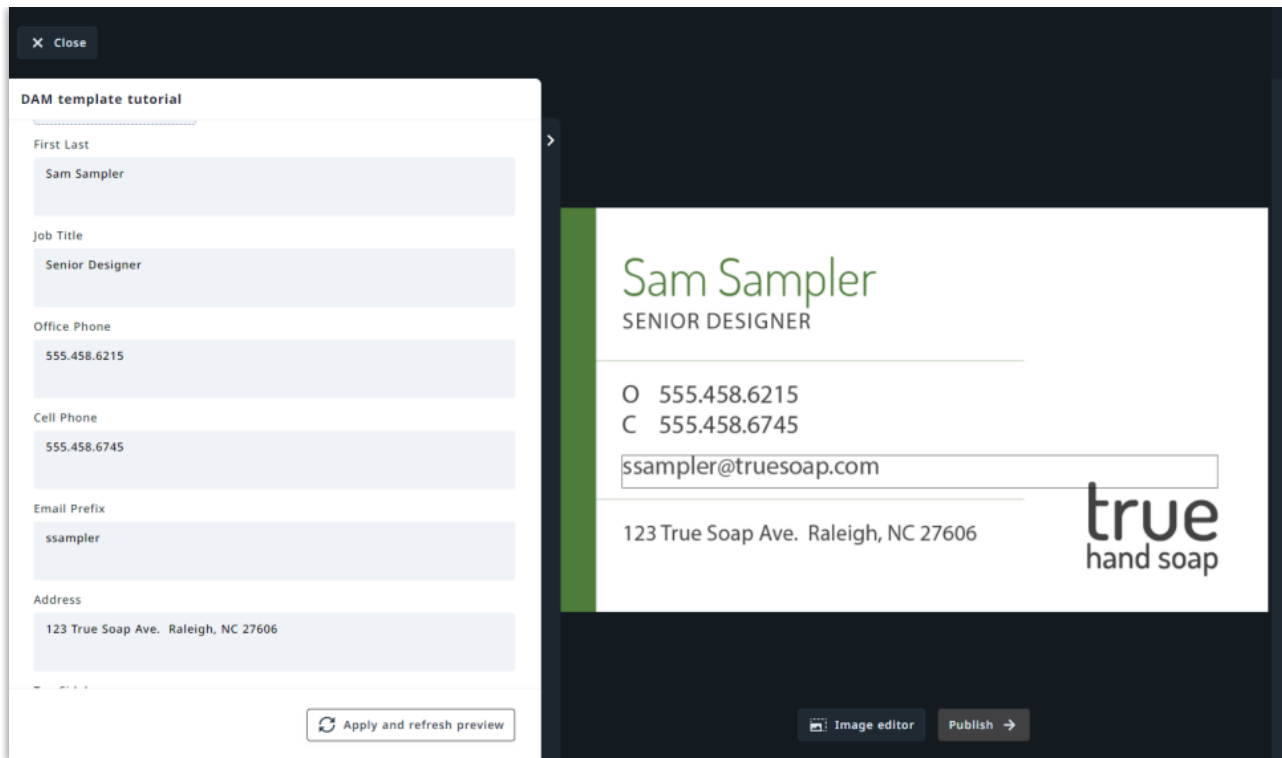 Close
DAM template tutorial
First Last
Sam Sampler
Job Title
Senior Designer
Office Phone
555.458.6215
Cell Phone
555.458.6745
Email Prefix
ssampler
Address
123 True Soap Ave.  Raleigh, NC 27606
Apply and refresh preview
Sam Sampler
SENIOR DESIGNER
O 555.458.6215
C 555.458.6745
ssampler@truesoap.com
123 True Soap Ave.  Raleigh, NC 27606
true
hand soap
Image editor
Publish